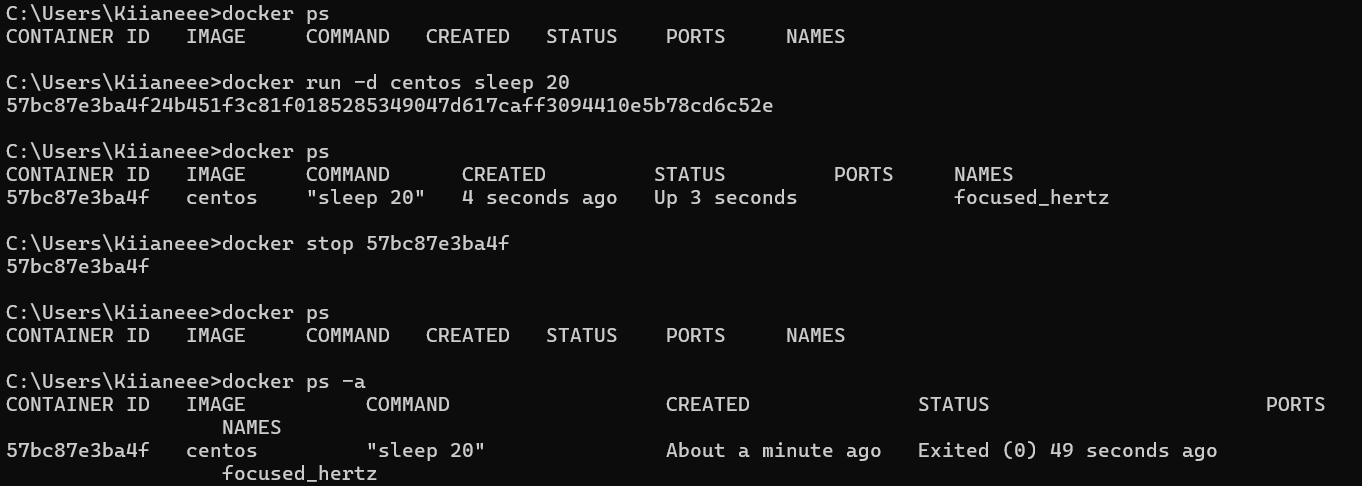 C:\Users\Kiianeee>docker ps
CONTAINER ID   IMAGE     COMMAND   CREATED   STATUS    PORTS     NAMES
C:\Users\Kiianeee>docker run -d centos sleep 20
57bc87e3ba4f24b451f3c81f0185285349047d617caff3094410e5b78cd6c52e
C:\Users\Kiianeee>docker ps
CONTAINER ID   IMAGE     COMMAND      CREATED         STATUS         PORTS     NAMES
57bc87e3ba4f   centos    "sleep 20"   4 seconds ago   Up 3 seconds             focused_hertz
C:\Users\Kiianeee>docker stop 57bc87e3ba4f
57bc87e3ba4f
C:\Users\Kiianeee>docker ps
CONTAINER ID   IMAGE     COMMAND   CREATED   STATUS    PORTS     NAMES
C:\Users\Kiianeee>docker ps -a
CONTAINER ID   IMAGE          COMMAND                  CREATED              STATUS                       PORTS
NAMES
57bc87e3ba4f   centos         "sleep 20"               About a minute ago   Exited (0) 49 seconds ago
focused_hertz